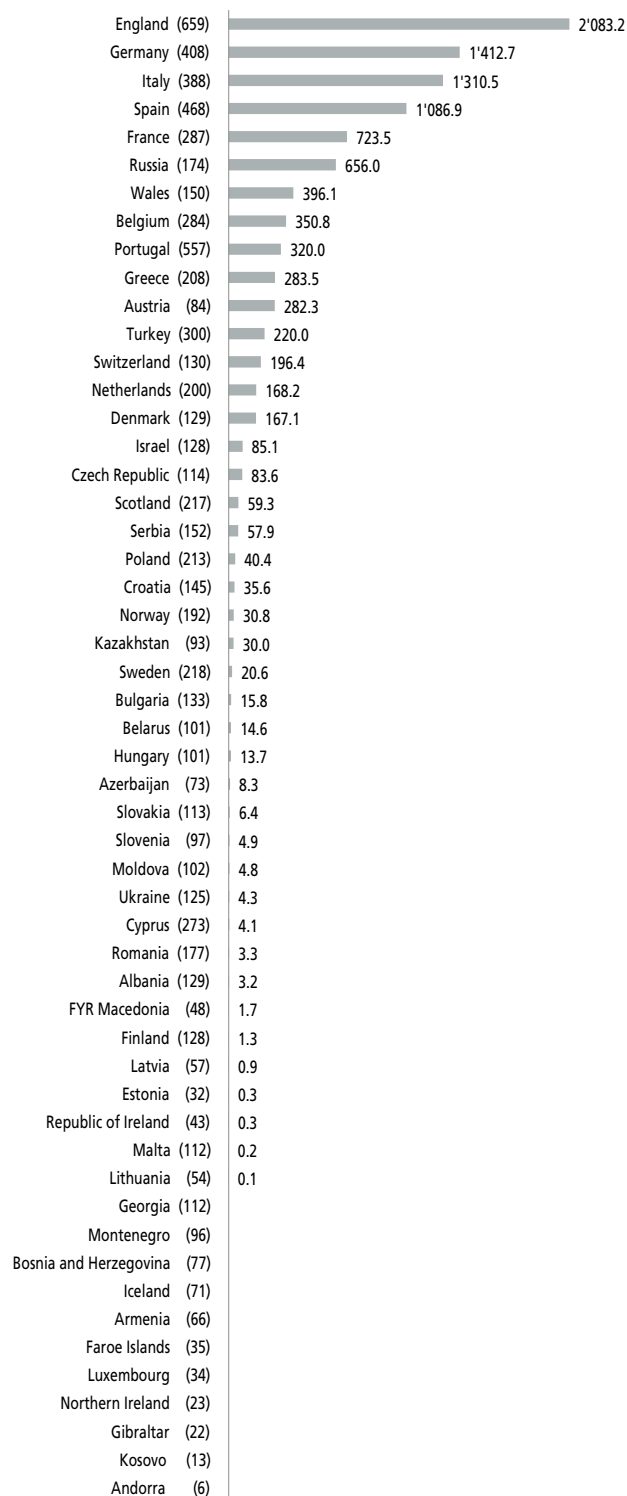 England (659) 2'083.2
Germany (408) 1'412.7
Italy (388) 1'310.5
Spain (468) 1'086.9
France (287) 723.5
Russia (174) 656.0
Wales (150) 396.1
Belgium (284) 350.8
Portugal (557) 320.0
Greece (208) 283.5
Austria (84) 282.3
Turkey (300) 220.0
Switzerland (130) 196.4
Netherlands (200) 168.2
Denmark (129) 167.1
Israel (128) 85.1
Czech Republic (114) 83.6
Scotland (217) 59.3
Serbia (152) 57.9
Poland (213) 40.4
Croatia (145) 35.6
Norway (192) 30.8
Kazakhstan (93) 30.0
Sweden (218) 20.6
Bulgaria (133) 15.8
Belarus (101) 14.6
Hungary (101) 13.7
Azerbaijan (73) 8.3
Slovakia (113) 6.4
Slovenia (97) 4.9
Moldova (102) 4.8
Ukraine (125) 4.3
Cyprus (273) 4.1
Romania (177) 3.3
Albania (129) 3.2
FYR Macedonia (48) 1.7
Finland (128) 1.3
Latvia (57) 0.9
Estonia (32) 0.3
Republic of Ireland (43) 0.3
Malta (112) 0.2
Lithuania (54) 0.1
Georgia (112)
Montenegro (96)
Bosnia and Herzegovina (77)
Iceland (71)
Armenia (66)
Faroe Islands (35)
Luxembourg (34)
Northern Ireland (23)
Gibraltar (22)
Kosovo (13)
Andorra (6)